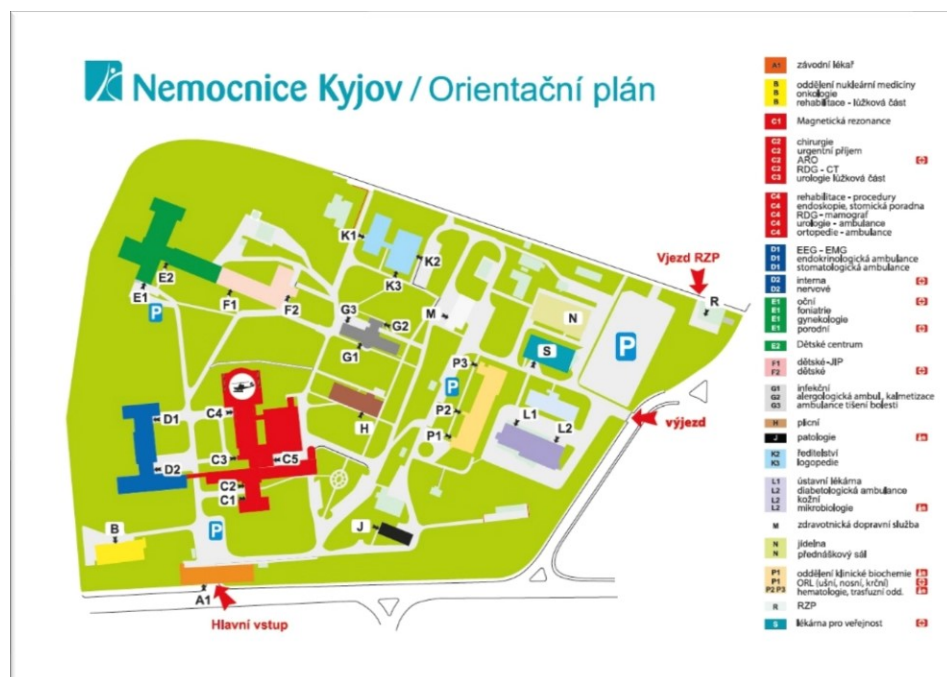 Nemocnice Kyjov / Orientační plán
A1 závodní lékař
B oddělení nukleární medicíny
B onkologie
B rehabilitace - lůžková část
C1 Magnetická rezonance
C2 chirurgie
C2 urgentní příjem
C2 ARO
C2 RDG - CT
C3 urologie lůžková část
C4 rehabilitace - procedury
C4 endoskopie, stomická poradna
C4 RDG - mamograf
C4 urologie - ambulance
C4 ortopedie - ambulance
D1 EEG - EMG
D1 endokrinologická ambulance
D1 stomatologická ambulance
D2 interna
D2 nervové
E1 oční
E1 foniatrie
E1 gynekologie
E1 porodní
E2 Dětské centrum
F1 dětské-JIP
F2 dětské
G1 infekční
G2 alergologická ambul., kalmetizace
G3 ambulance tišení bolesti
H plicní
J patologie
K2 ředitelství
K3 logopedie
L1 ústavní lékárna
L2 diabetologická ambulance
L2 kožní
L2 mikrobiologie
M zdravotnická dopravní služba
N jídelna
N přednáškový sál
P1 oddělení klinické biochemie
P1 ORL (ušní, nosní, krční)
P2 P3 hematologie, trasfuzní odd.
R RZP
S lékárna pro veřejnost
K1
K2
K3
Vjezd RZP
R
E2
E1
P
F1
F2
G3
G2
G1
M
N
P
S
P3
P
P2
P1
L1
L2
výjezd
C4
D1
H
C3
C5
D2
C2
C1
P
J
B
A1
Hlavní vstup